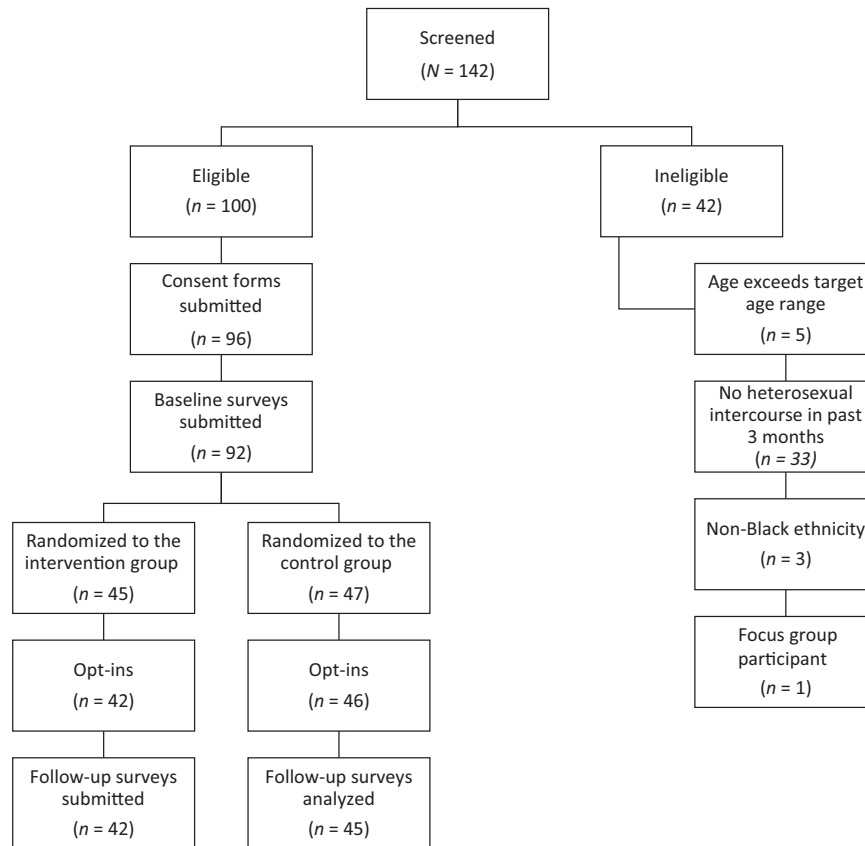 Screened
(N = 142)
Eligible
(n = 100)
Ineligible
(n = 42)
Consent forms
submitted
(n = 96)
Age exceeds target
age range
(n = 5)
Baseline surveys
submitted
(n = 92)
No heterosexual
intercourse in past
3 months
(n = 33)
Randomized to the
intervention group
(n = 45)
Randomized to the
control group
(n = 47)
Non-Black ethnicity
(n = 3)
Opt-ins
(n = 42)
Opt-ins
(n = 46)
Focus group
participant
(n = 1)
Follow-up surveys
submitted
(n = 42)
Follow-up surveys
analyzed
(n = 45)